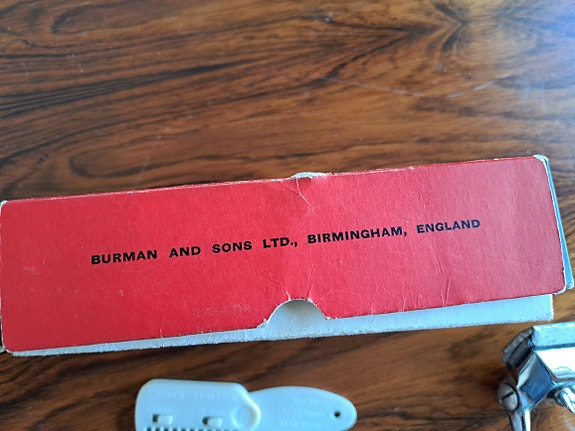 BURMAN AND SONS LTD., BIRMINGHAM, ENGLAND